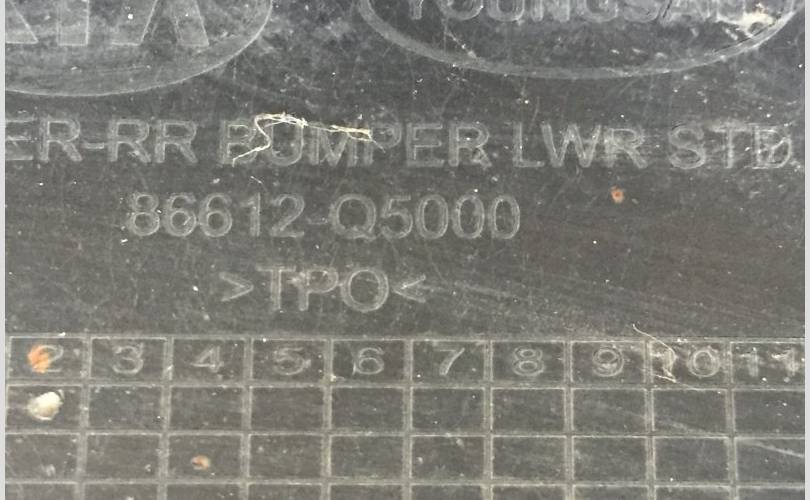 KIA YOUNGSAN
ER-RR BUMPER LWR STD
86612-Q5000
>TPO<
2 3 4 5 6 7 8 9 10 11